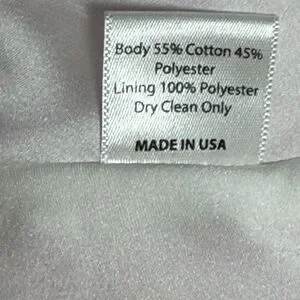 Body 55% Cotton 45%
Polyester
Lining 100% Polyester
Dry Clean Only
MADE IN USA